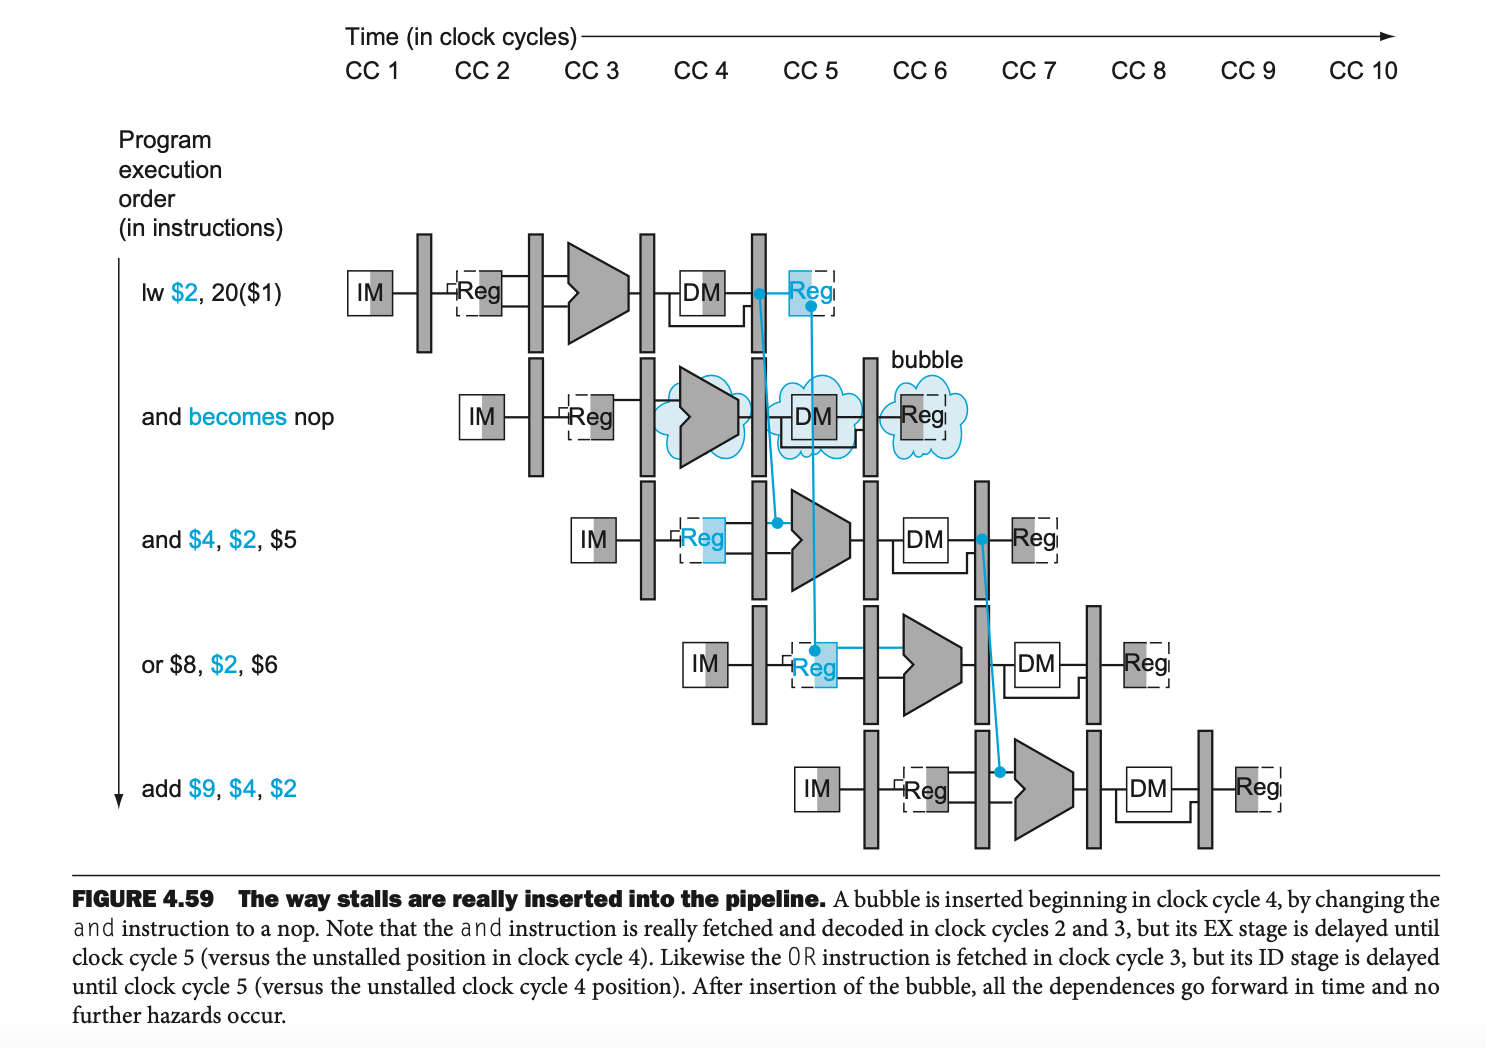 Time (in clock cycles)
CC 1 CC 2 CC 3 CC 4 CC 5 CC 6 CC 7 CC 8 CC 9 CC 10
Program
execution
order
(in instructions)
lw $2, 20($1)
IM Reg DM Reg
bubble
and becomes nop
IM Reg DM Reg
and $4, $2, $5
IM Reg DM Reg
or $8, $2, $6
IM Reg DM Reg
add $9, $4, $2
IM Reg DM Reg
FIGURE 4.59 The way stalls are really inserted into the pipeline. A bubble is inserted beginning in clock cycle 4, by changing the
and instruction to a nop. Note that the and instruction is really fetched and decoded in clock cycles 2 and 3, but its EX stage is delayed until
clock cycle 5 (versus the unstalled position in clock cycle 4). Likewise the OR instruction is fetched in clock cycle 3, but its ID stage is delayed
until clock cycle 5 (versus the unstalled clock cycle 4 position). After insertion of the bubble, all the dependences go forward in time and no
further hazards occur.